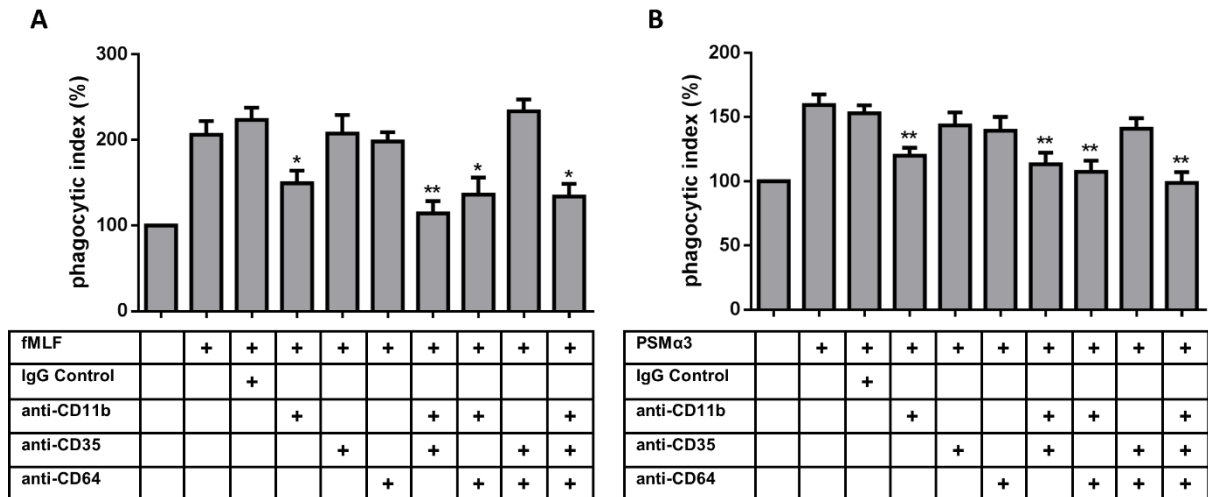 A
phagocytic index (%)
300
200
100
0
* ** * *
fMLF + + + + + + + + +
IgG Control +
anti-CD11b + + + +
anti-CD35 + + + +
anti-CD64 + + + +
B
phagocytic index (%)
200
150
100
50
0
** ** ** **
PSMα3 + + + + + + + + +
IgG Control +
anti-CD11b + + + +
anti-CD35 + + + +
anti-CD64 + + + +